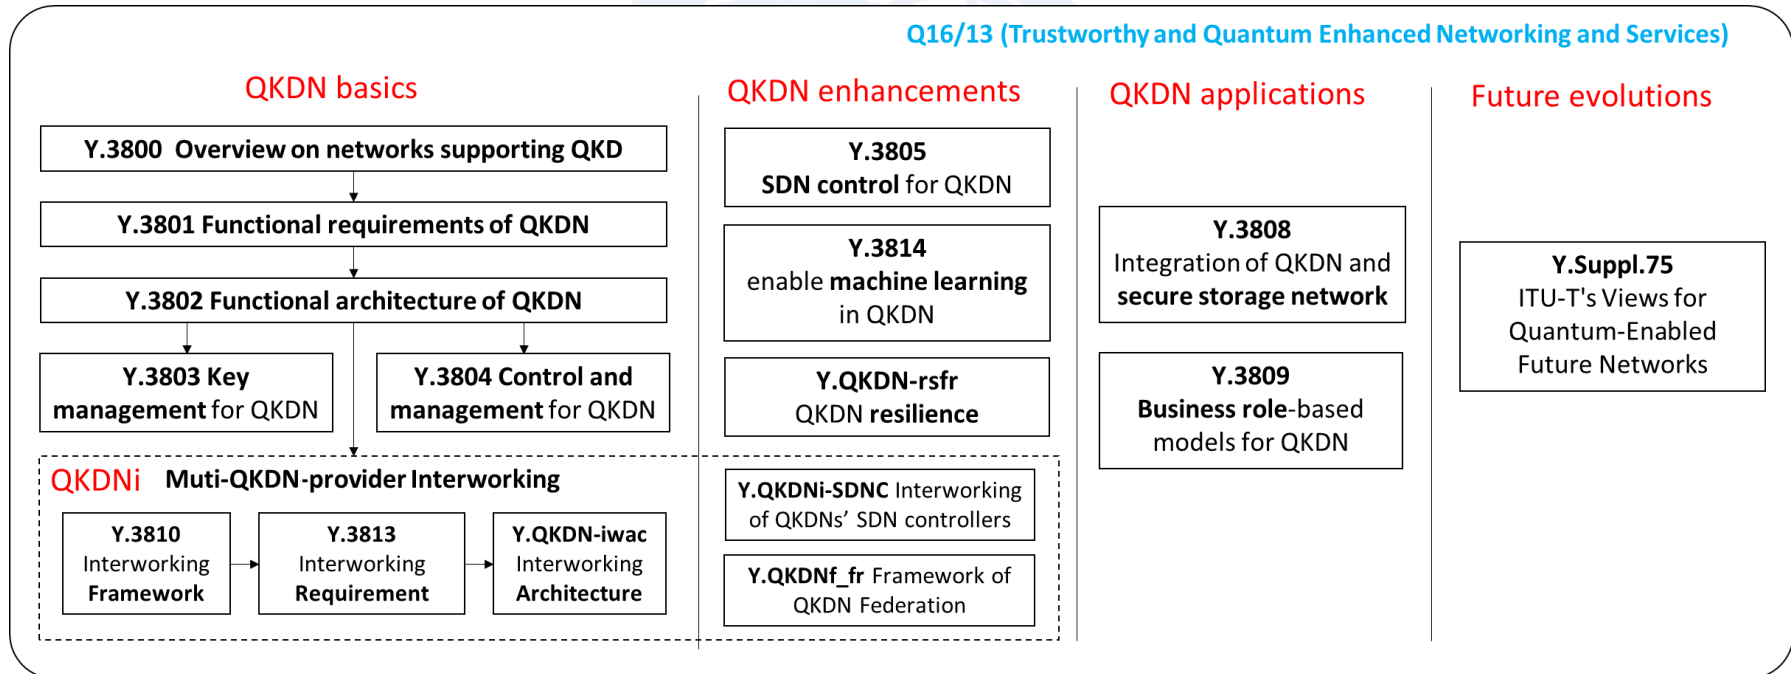 Q16/13 (Trustworthy and Quantum Enhanced Networking and Services)
QKDN basics
Y.3800 Overview on networks supporting QKD
Y.3801 Functional requirements of QKDN
Y.3802 Functional architecture of QKDN
Y.3803 Key
management for QKDN
Y.3804 Control and
management for QKDN
QKDNi Muti-QKDN-provider Interworking
Y.3810
Interworking
Framework
Y.3813
Interworking
Requirement
Y.QKDN-iwac
Interworking
Architecture
QKDN enhancements
Y.3805
SDN control for QKDN
Y.3814
enable machine learning
in QKDN
Y.QKDN-rsfr
QKDN resilience
Y.QKDNi-SDNC Interworking
of QKDNs’ SDN controllers
Y.QKDNf_fr Framework of
QKDN Federation
QKDN applications
Y.3808
Integration of QKDN and
secure storage network
Y.3809
Business role-based
models for QKDN
Future evolutions
Y.Suppl.75
ITU-T's Views for
Quantum-Enabled
Future Networks